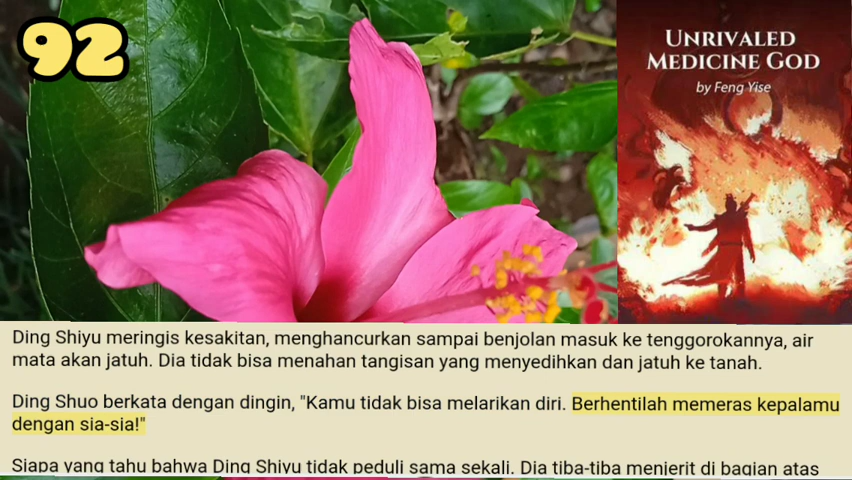 92
UNRIVALED
MEDICINE GOD
by Feng Yise
Ding Shiyu meringis kesakitan, menghancurkan sampai benjolan masuk ke tenggorokannya, air
mata akan jatuh. Dia tidak bisa menahan tangisan yang menyedihkan dan jatuh ke tanah.
Ding Shuo berkata dengan dingin, "Kamu tidak bisa melarikan diri. Berhentilah memeras kepalamu
dengan sia-sia!"
Siapa yang tahu bahwa Ding Shiyu tidak peduli sama sekali. Dia tiba-tiba menjerit di bagian atas